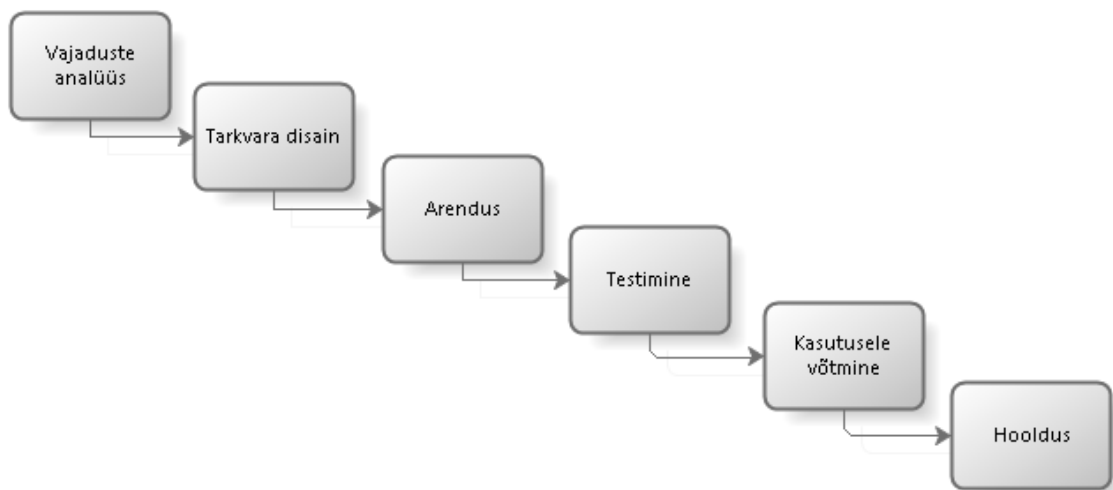 Vajaduste
analüüs
Tarkvara disain
Arendus
Testimine
Kasutusele
võtmine
Hooldus